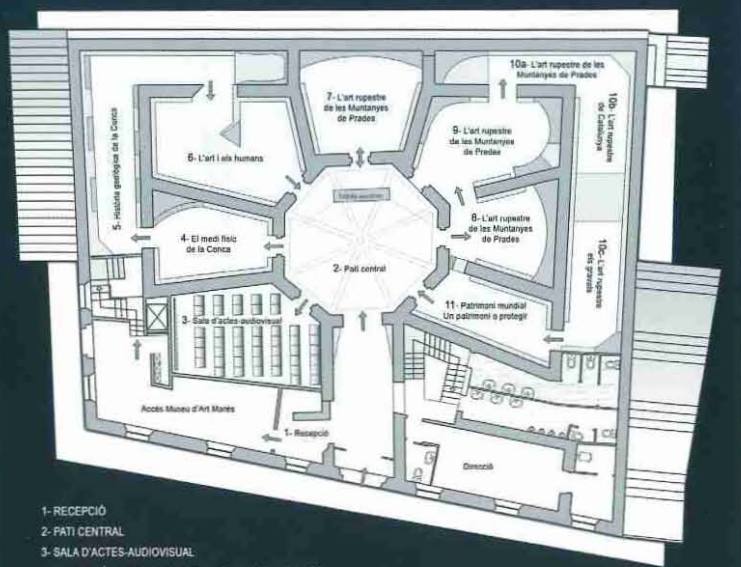 10a- L'art rupestre de les
Muntanyes de Prades
7- L'art rupestre
de les Muntanyes
de Prades
10b- L'art rupestre
de Catalunya
9- L'art rupestre
de les Muntanyes
de Prades
6- L'art i els humans
5- Història geològica de la Conca
8- L'art rupestre
de les Muntanyes
de Prades
4- El medi físic
de la Conca
2- Pati central
10c- L'art rupestre
els gravats
11- Patrimoni mundial
Un patrimoni a protegir
3- Sala d'actes-audiovisual
Accés Museu d'Art Marès
1- Recepció
Direcció
1- RECEPCIÓ
2- PATI CENTRAL
3- SALA D'ACTES-AUDIOVISUAL